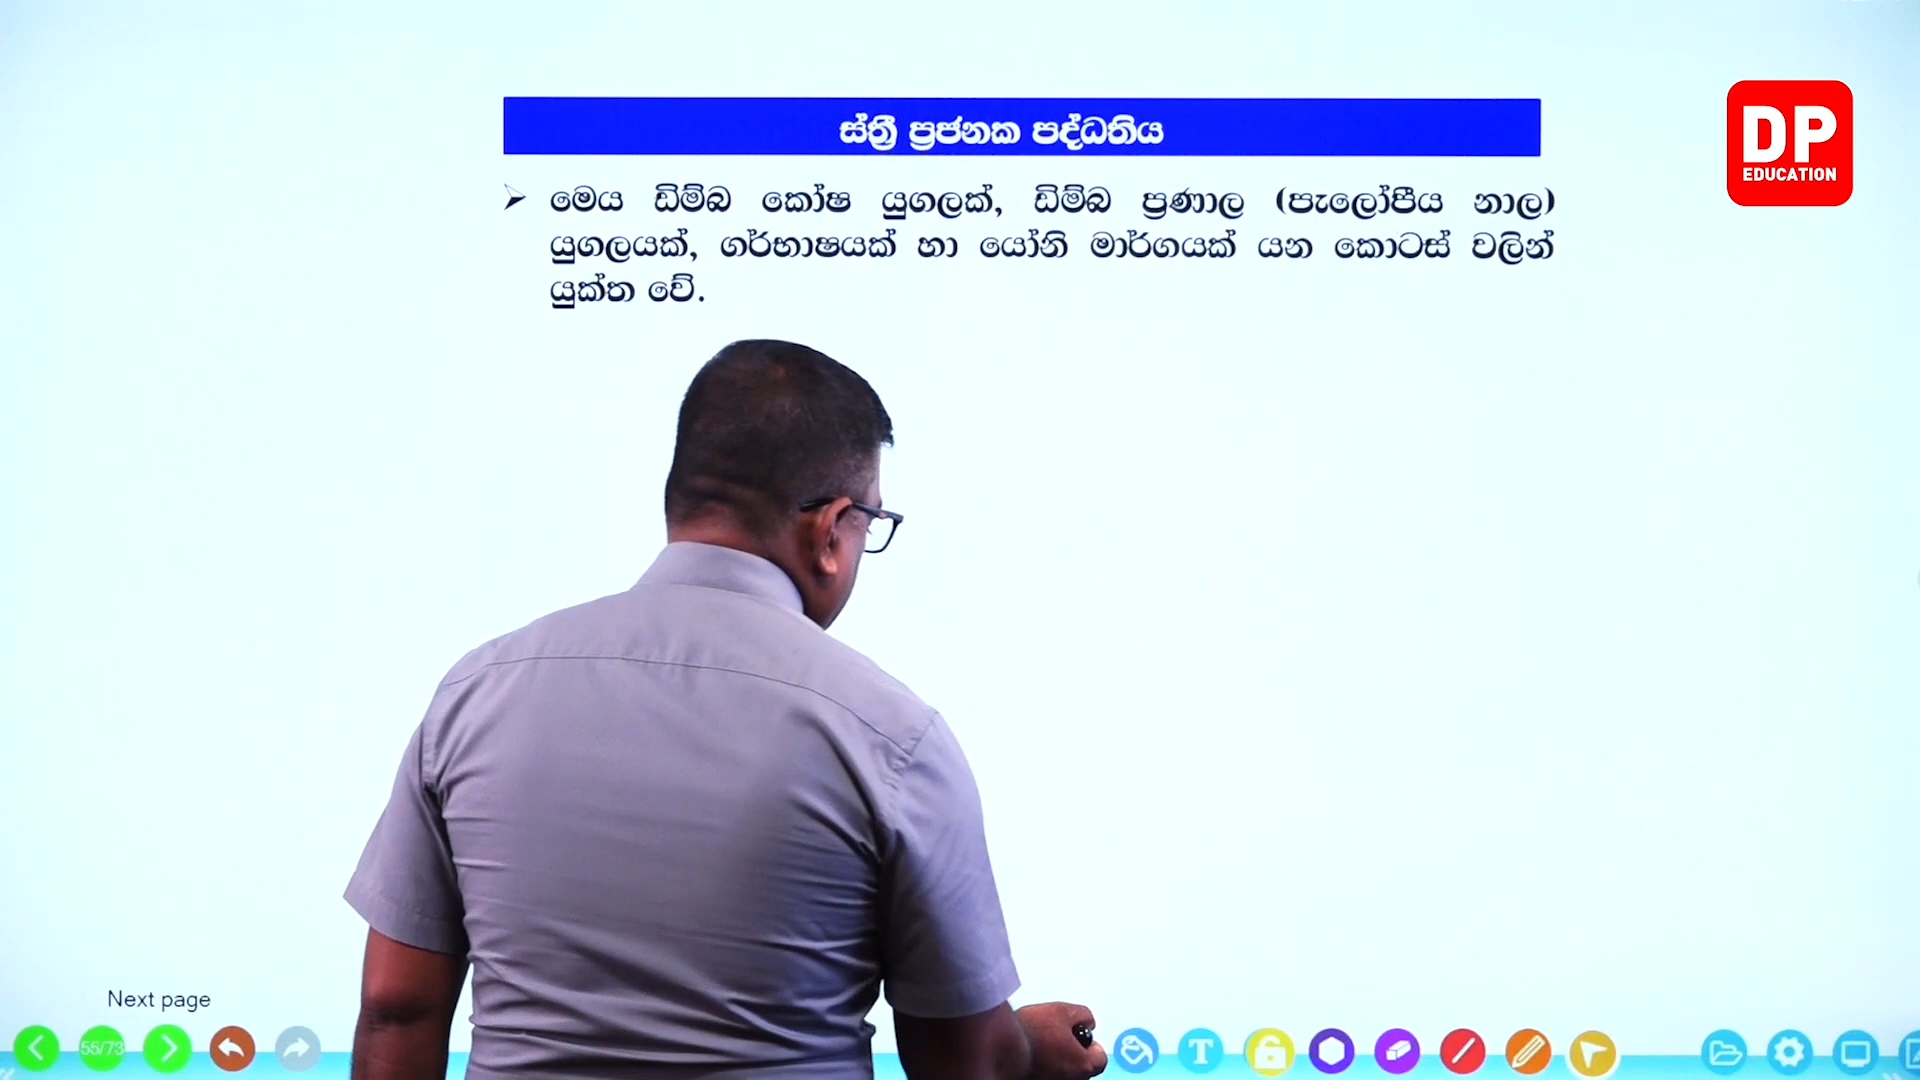 ස්ත්‍රී ප්‍රජනක පද්ධතිය
DP
EDUCATION
➢ මෙය ඩිම්බ කෝෂ යුගලක්, ඩිම්බ ප්‍රණාල (පැලෝපීය නාල)
යුගලයක්, ගර්භාෂයක් හා යෝනි මාර්ගයක් යන කොටස් වලින්
යුක්ත වේ.
Next page
55/73
T